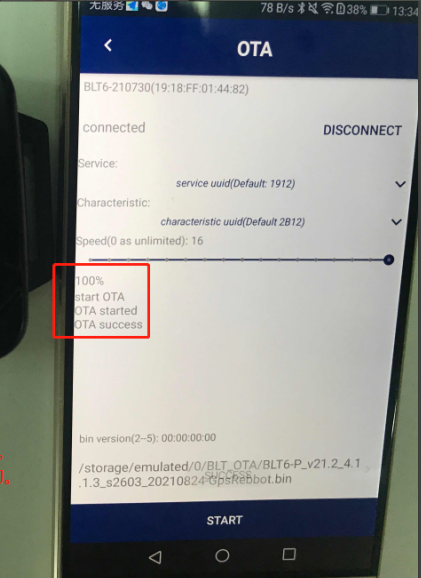 无服务 78 B/s 38% 13:34
OTA
BLT6-210730(19:18:FF:01:44:82)
connected DISCONNECT
Service:
service uuid(Default: 1912)
Characteristic:
characteristic uuid(Default 2B12)
Speed(0 as unlimited): 16
100%
start OTA
OTA started
OTA success
bin version(2--5): 00:00:00:00
/storage/emulated/0/BLT_OTA/BLT6-P_v21.2_4.1
SUCCESS
.1.3_s2603_20210824-GpsRebbot.bin
START